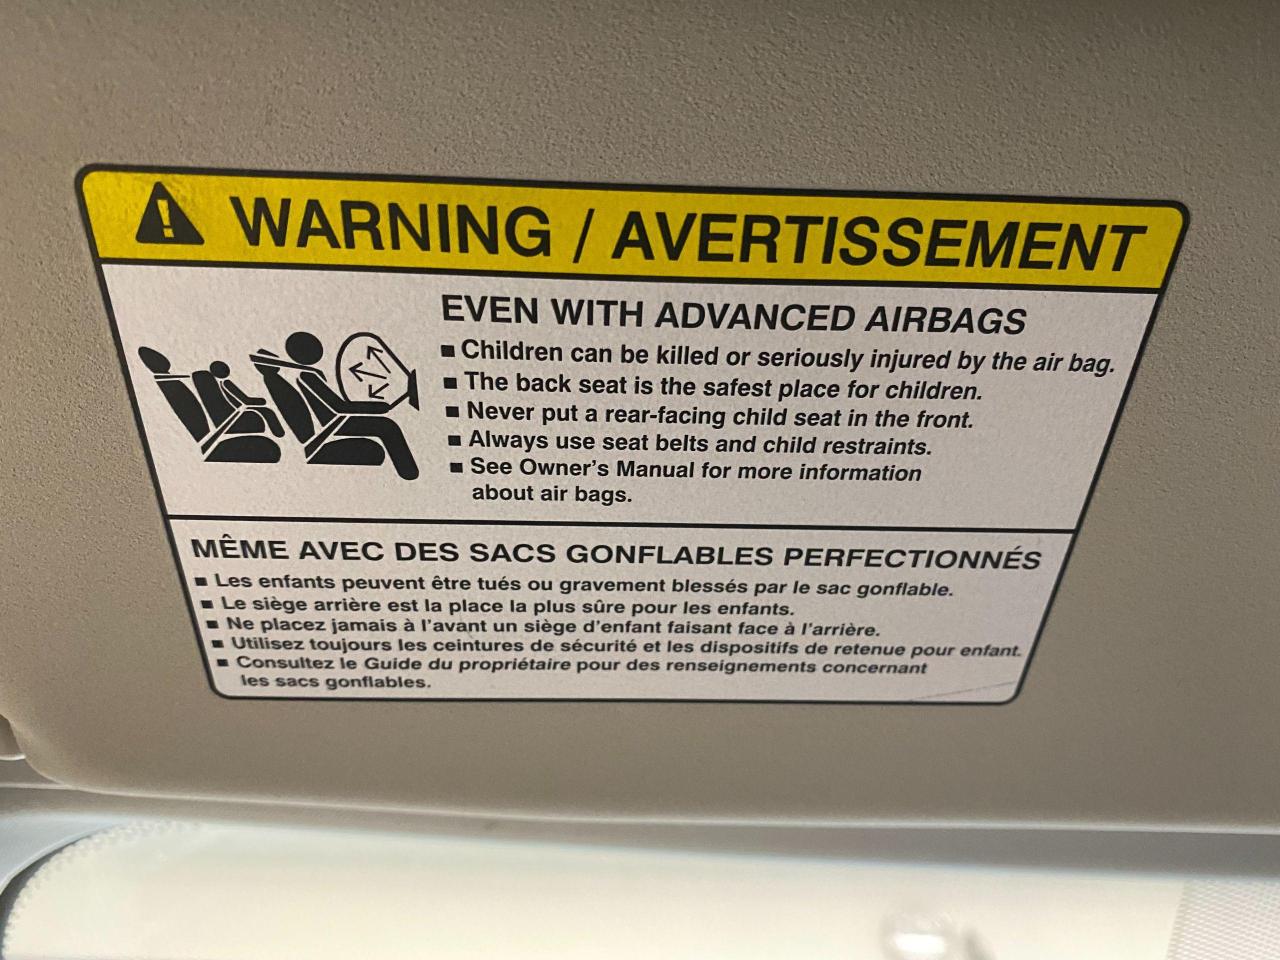 WARNING / AVERTISSEMENT
EVEN WITH ADVANCED AIRBAGS
▪ Children can be killed or seriously injured by the air bag.
▪ The back seat is the safest place for children.
▪ Never put a rear-facing child seat in the front.
▪ Always use seat belts and child restraints.
▪ See Owner's Manual for more information
about air bags.
MÊME AVEC DES SACS GONFLABLES PERFECTIONNÉS
▪ Les enfants peuvent être tués ou gravement blessés par le sac gonflable.
▪ Le siège arrière est la place la plus sûre pour les enfants.
▪ Ne placez jamais à l'avant un siège d'enfant faisant face à l'arrière.
▪ Utilisez toujours les ceintures de sécurité et les dispositifs de retenue pour enfant.
▪ Consultez le Guide du propriétaire pour des renseignements concernant
les sacs gonflables.